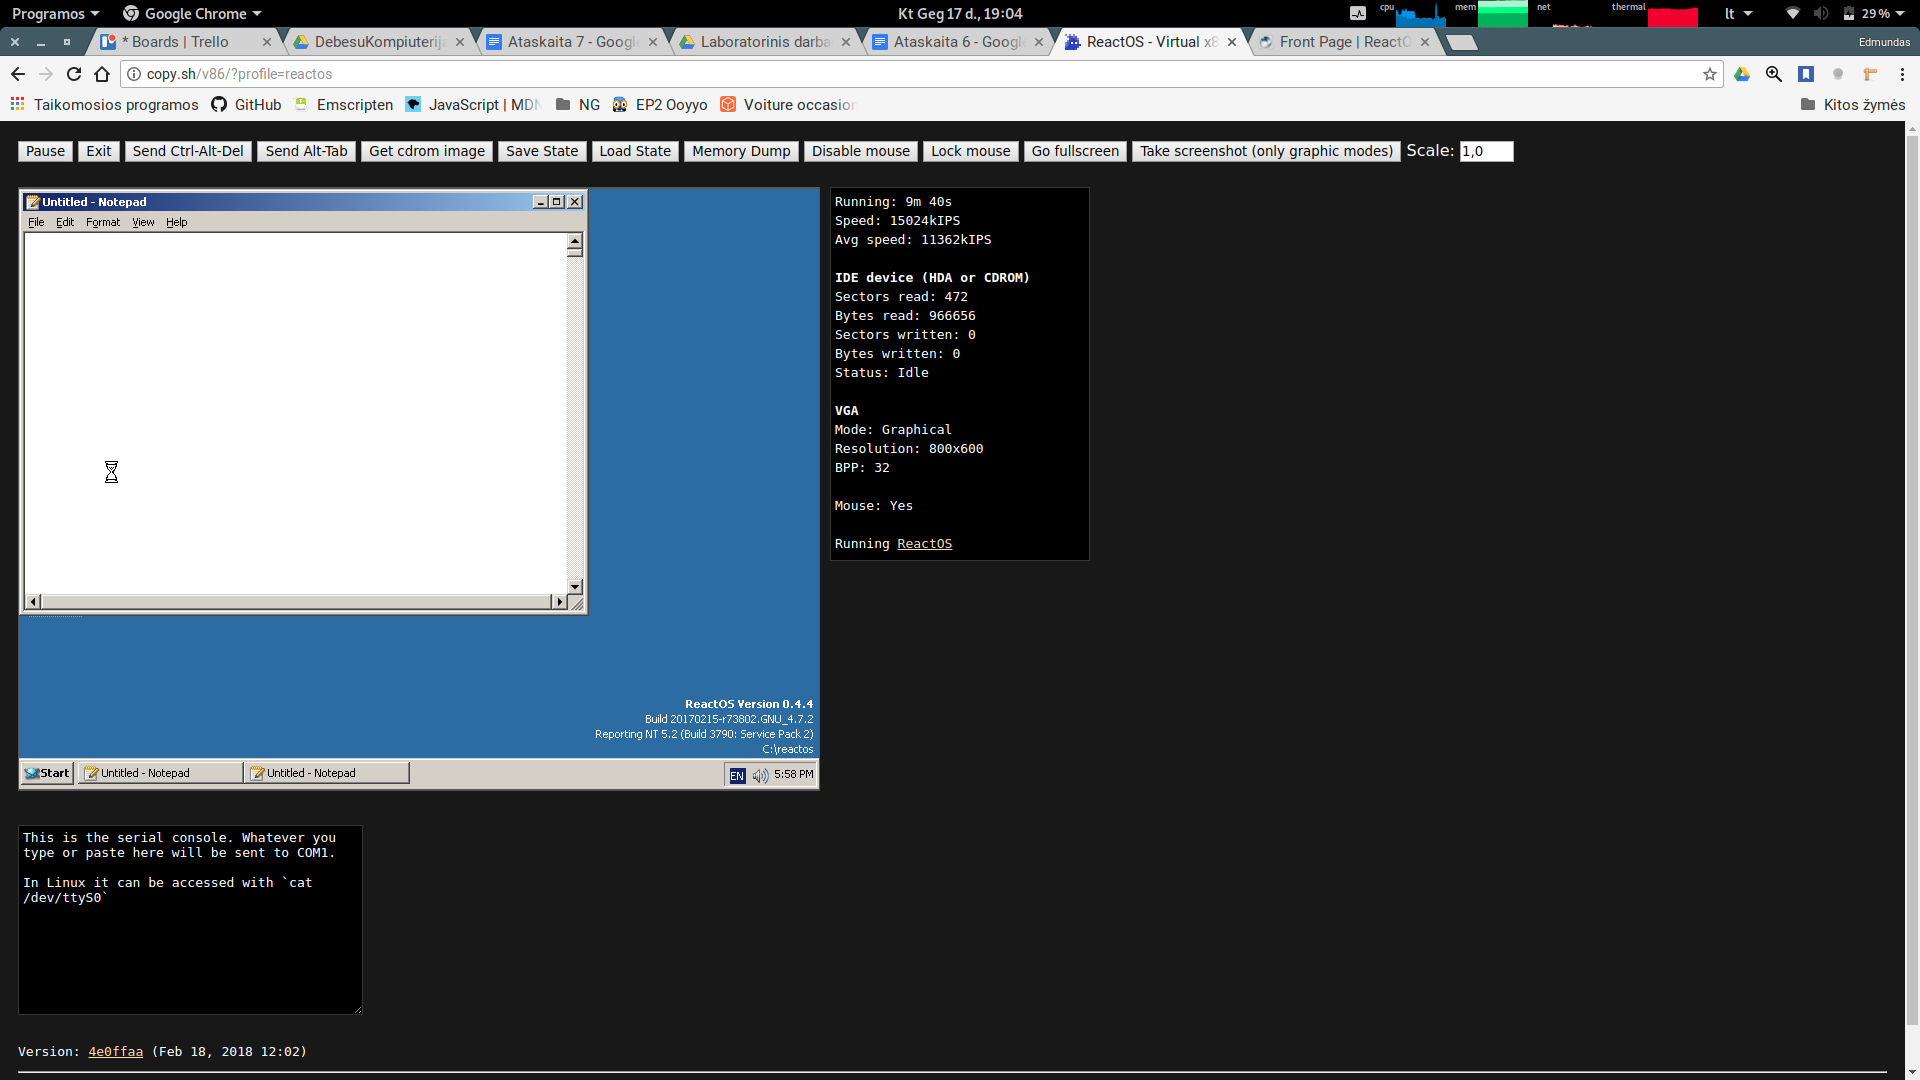 Programos Google Chrome Kt Geg 17 d., 19:04 cpu mem net thermal lt 29 %
* Boards | Trello DebesuKompiuterij Ataskaita 7 - Googl Laboratorinis darba Ataskaita 6 - Google ReactOS - Virtual x8 Front Page | ReactO Edmundas
copy.sh/v86/?profile=reactos
Taikomosios programos GitHub Emscripten JavaScript | MDN NG EP2 Ooyyo Voiture occasion Kitos žymės
Pause Exit Send Ctrl-Alt-Del Send Alt-Tab Get cdrom image Save State Load State Memory Dump Disable mouse Lock mouse Go fullscreen Take screenshot (only graphic modes) Scale: 1,0
Untitled - Notepad
File Edit Format View Help
ReactOS Version 0.4.4
Build 20170215-r73802.GNU_4.7.2
Reporting NT 5.2 (Build 3790: Service Pack 2)
C:\reactos
Start Untitled - Notepad Untitled - Notepad EN 5:58 PM
Running: 9m 40s
Speed: 15024kIPS
Avg speed: 11362kIPS
IDE device (HDA or CDROM)
Sectors read: 472
Bytes read: 966656
Sectors written: 0
Bytes written: 0
Status: Idle
VGA
Mode: Graphical
Resolution: 800x600
BPP: 32
Mouse: Yes
Running ReactOS
This is the serial console. Whatever you
type or paste here will be sent to COM1.
In Linux it can be accessed with `cat
/dev/ttyS0`
Version: 4e0ffaa (Feb 18, 2018 12:02)